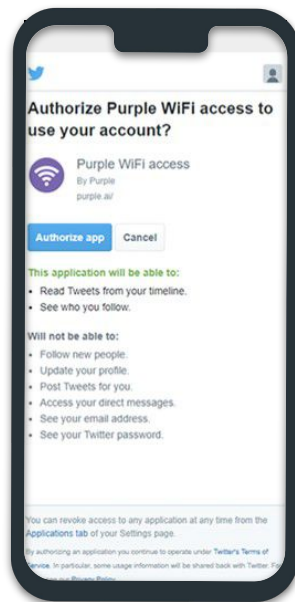 Authorize Purple WiFi access to
use your account?
Purple WiFi access
By Purple
purple.ai/
Authorize app Cancel
This application will be able to:
• Read Tweets from your timeline.
• See who you follow.
Will not be able to:
• Follow new people.
• Update your profile.
• Post Tweets for you.
• Access your direct messages.
• See your email address.
• See your Twitter password.
You can revoke access to any application at any time from the
Applications tab of your Settings page.
By authorizing an application you continue to operate under Twitter's Terms of
Service. In particular, some usage information will be shared back with Twitter. For
our Privacy Policy.